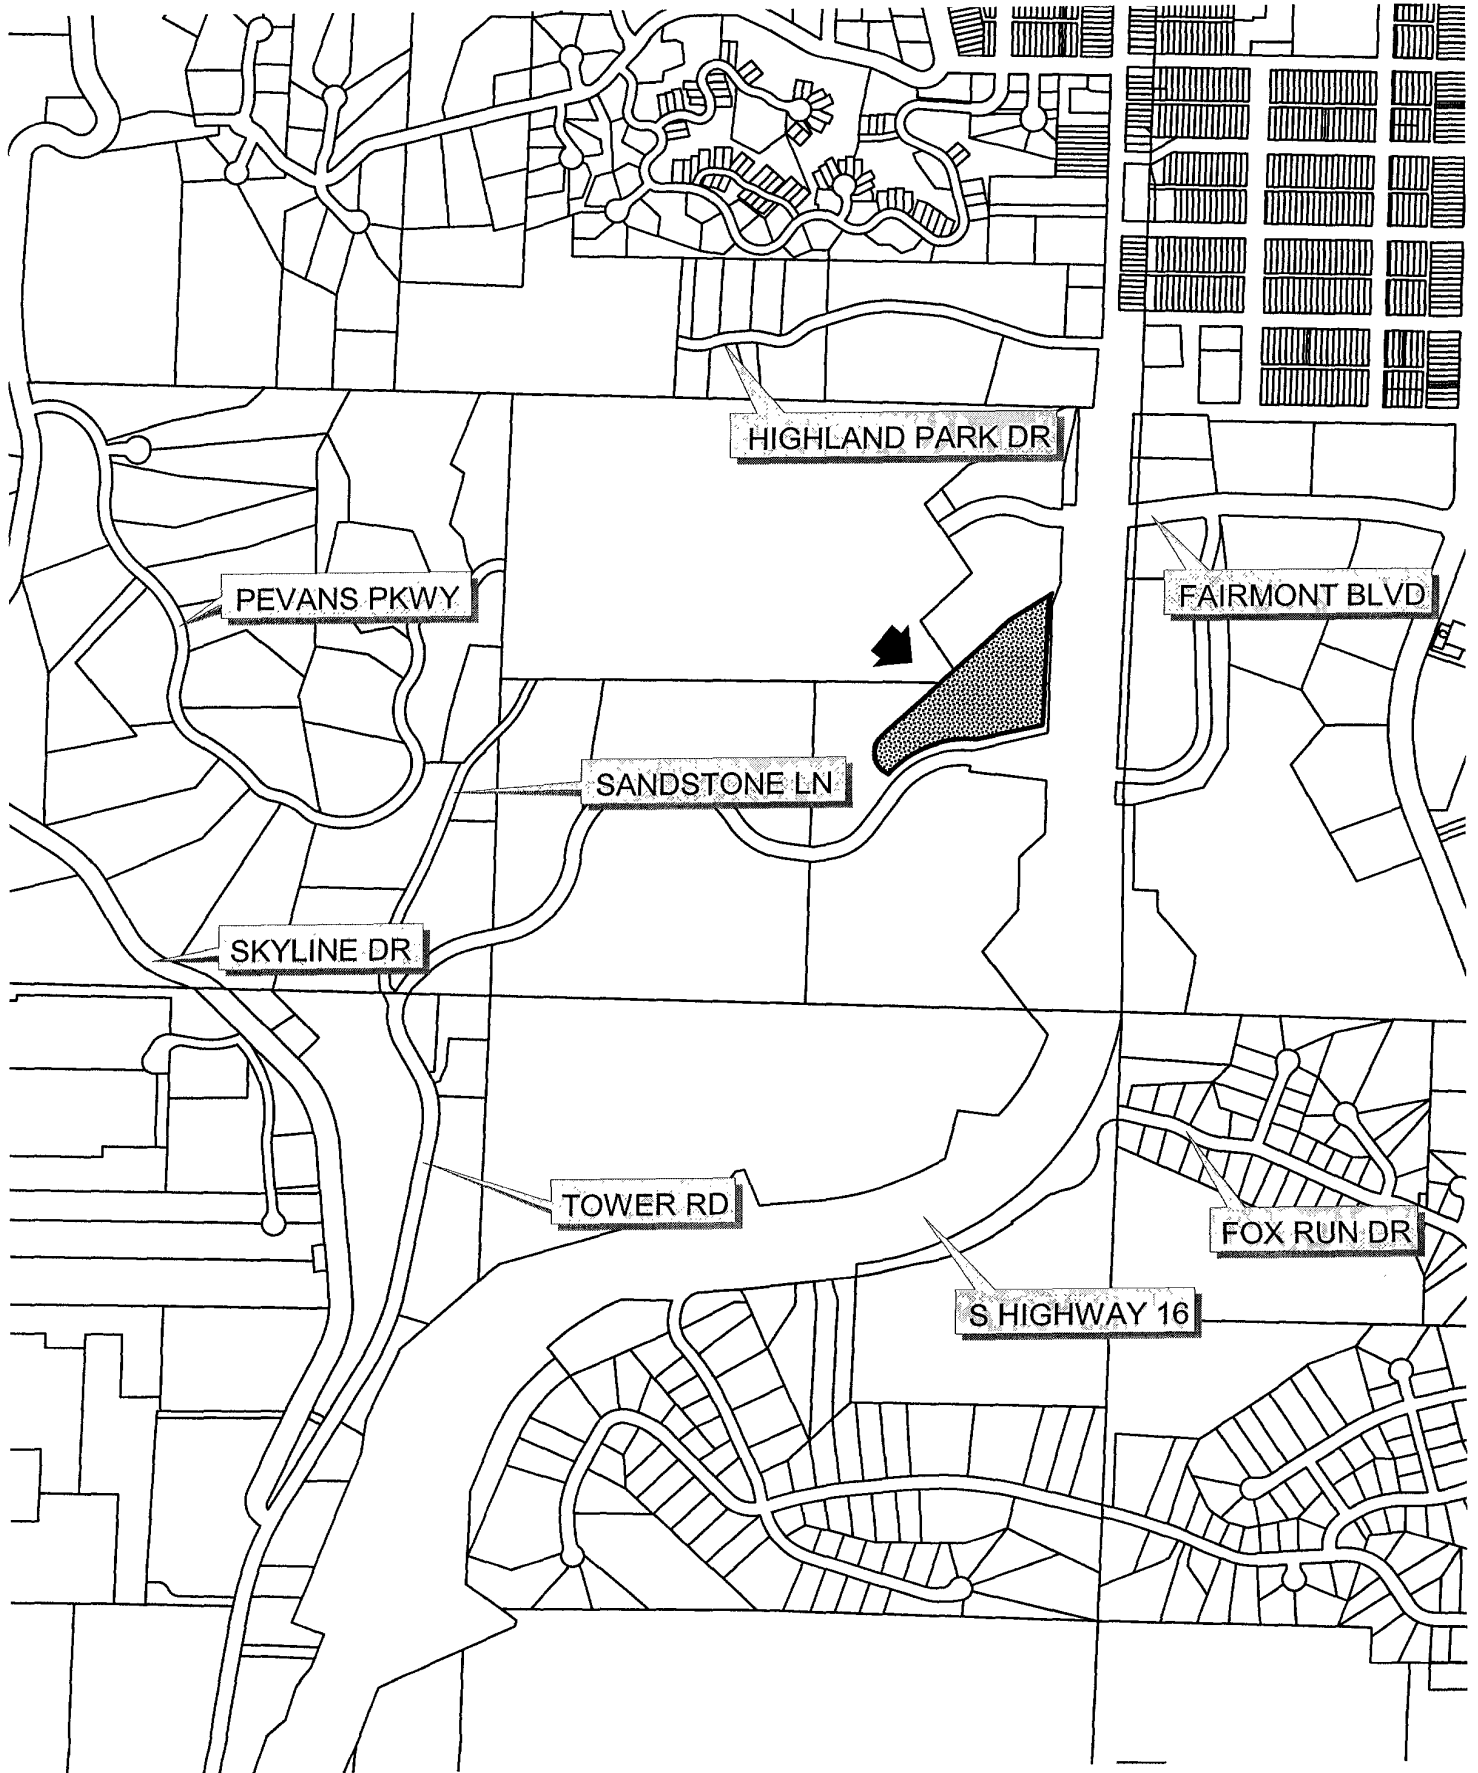 HIGHLAND PARK DR
PEVANS PKWY
FAIRMONT BLVD
SANDSTONE LN
SKYLINE DR
TOWER RD
FOX RUN DR
S HIGHWAY 16